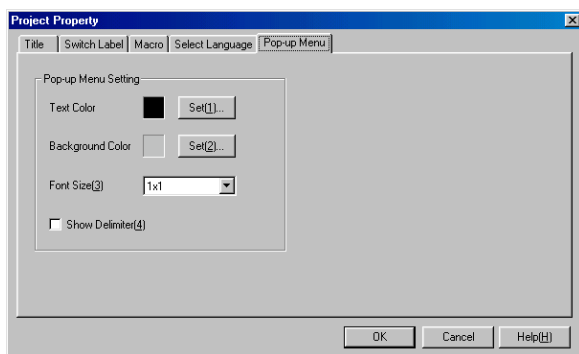 Project Property
Title Switch Label Macro Select Language Pop-up Menu
Pop-up Menu Setting
Text Color Set(1)...
Background Color Set(2)...
Font Size(3) 1x1
Show Delimiter(4)
OK Cancel Help(H)